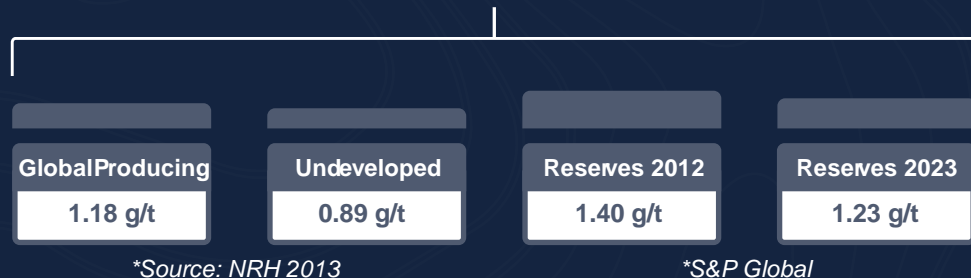 GlobalProducing
1.18 g/t
Undeveloped
0.89 g/t
Reserves 2012
1.40 g/t
Reserves 2023
1.23 g/t
*Source: NRH 2013
*S&P Global